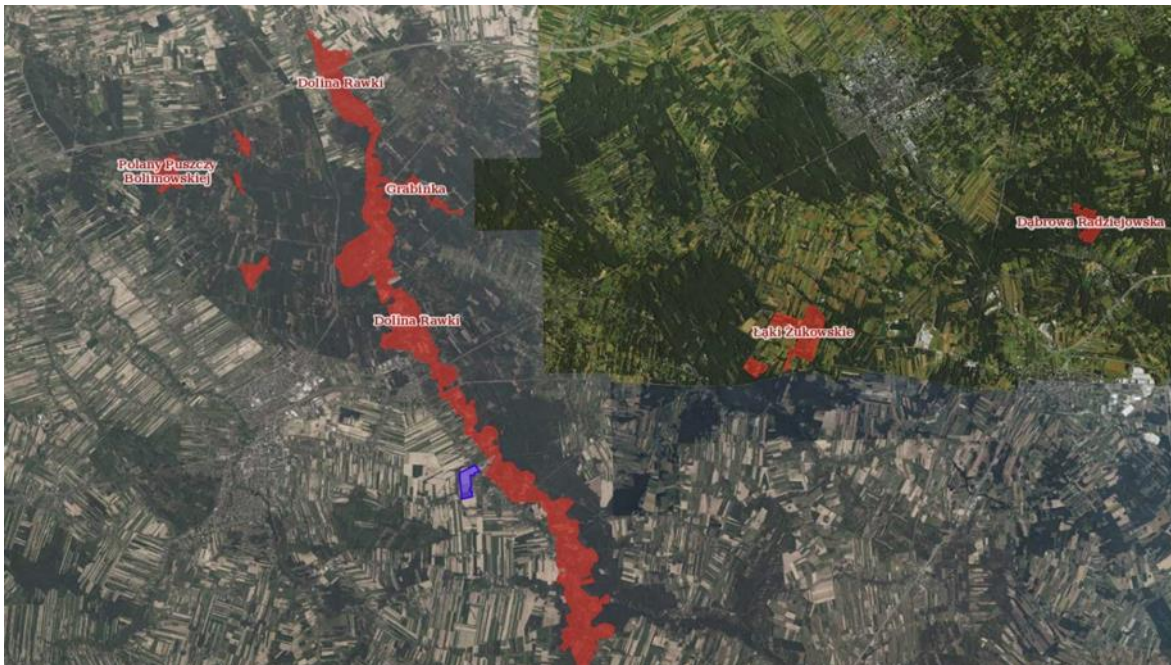 Dolina Rawki
Polany Puszczy
Bolimowskiej
Grabinka
Dąbrowa Radziejowska
Dolina Rawki
Łąki Żukowskie